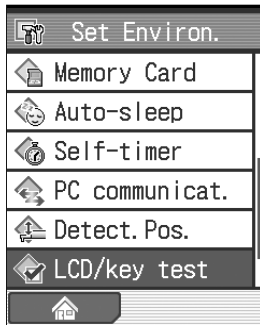 Set Environ.
Memory Card
Auto-sleep
Self-timer
PC communicat.
Detect.Pos.
LCD/key test